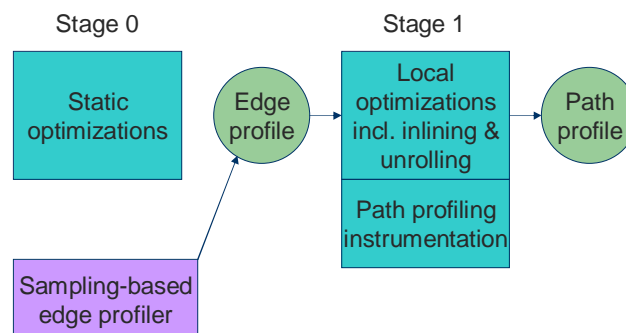 Stage 0
Stage 1
Static
optimizations
Edge
profile
Local
optimizations
incl. inlining &
unrolling
Path
profile
Path profiling
instrumentation
Sampling-based
edge profiler